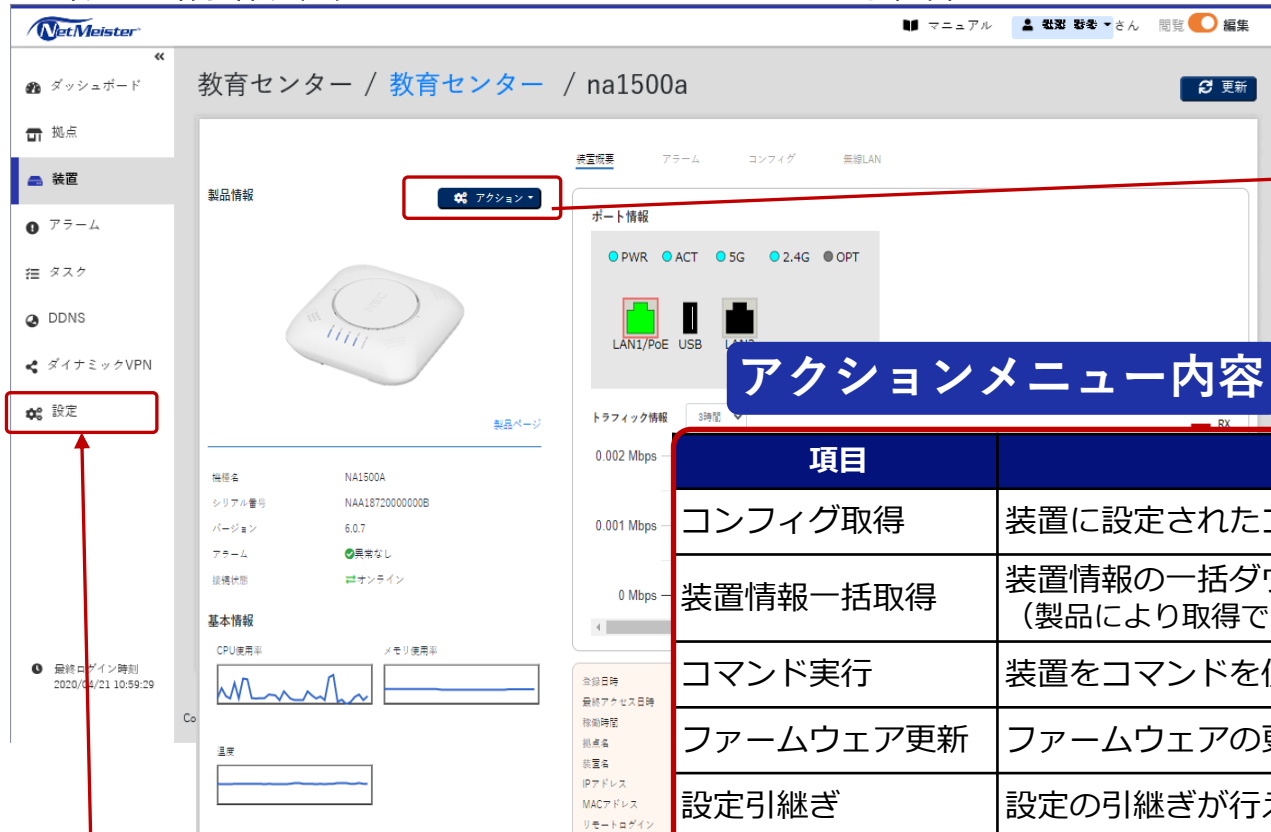 NetMeister
マニュアル
さん
閲覧
編集
«
ダッシュボード
拠点
装置
アラーム
タスク
DDNS
ダイナミックVPN
設定
最終ログイン時刻
2020/04/21 10:59:29
Co
教育センター / 教育センター / na1500a
更新
装置概要
アラーム
コンフィグ
無線LAN
製品情報
アクション
製品ページ
機種名 NA1500A
シリアル番号 NAA18720000000B
バージョン 6.0.7
アラーム 異常なし
接続状態 オンライン
基本情報
CPU使用率
メモリ使用率
温度
ポート情報
PWR ACT 5G 2.4G OPT
LAN1/PoE USB
トラフィック情報 3時間
RX
0.002 Mbps
0.001 Mbps
0 Mbps
登録日時
最終アクセス日時
稼働時間
拠点名
装置名
IPアドレス
MACアドレス
リモートログイン
アクションメニュー内容
項目
コンフィグ取得
装置に設定された
装置情報一括取得
装置情報の一括ダ
（製品により取得で
コマンド実行
装置をコマンドを
ファームウェア更新
ファームウェアの
設定引継ぎ
設定の引継ぎが行